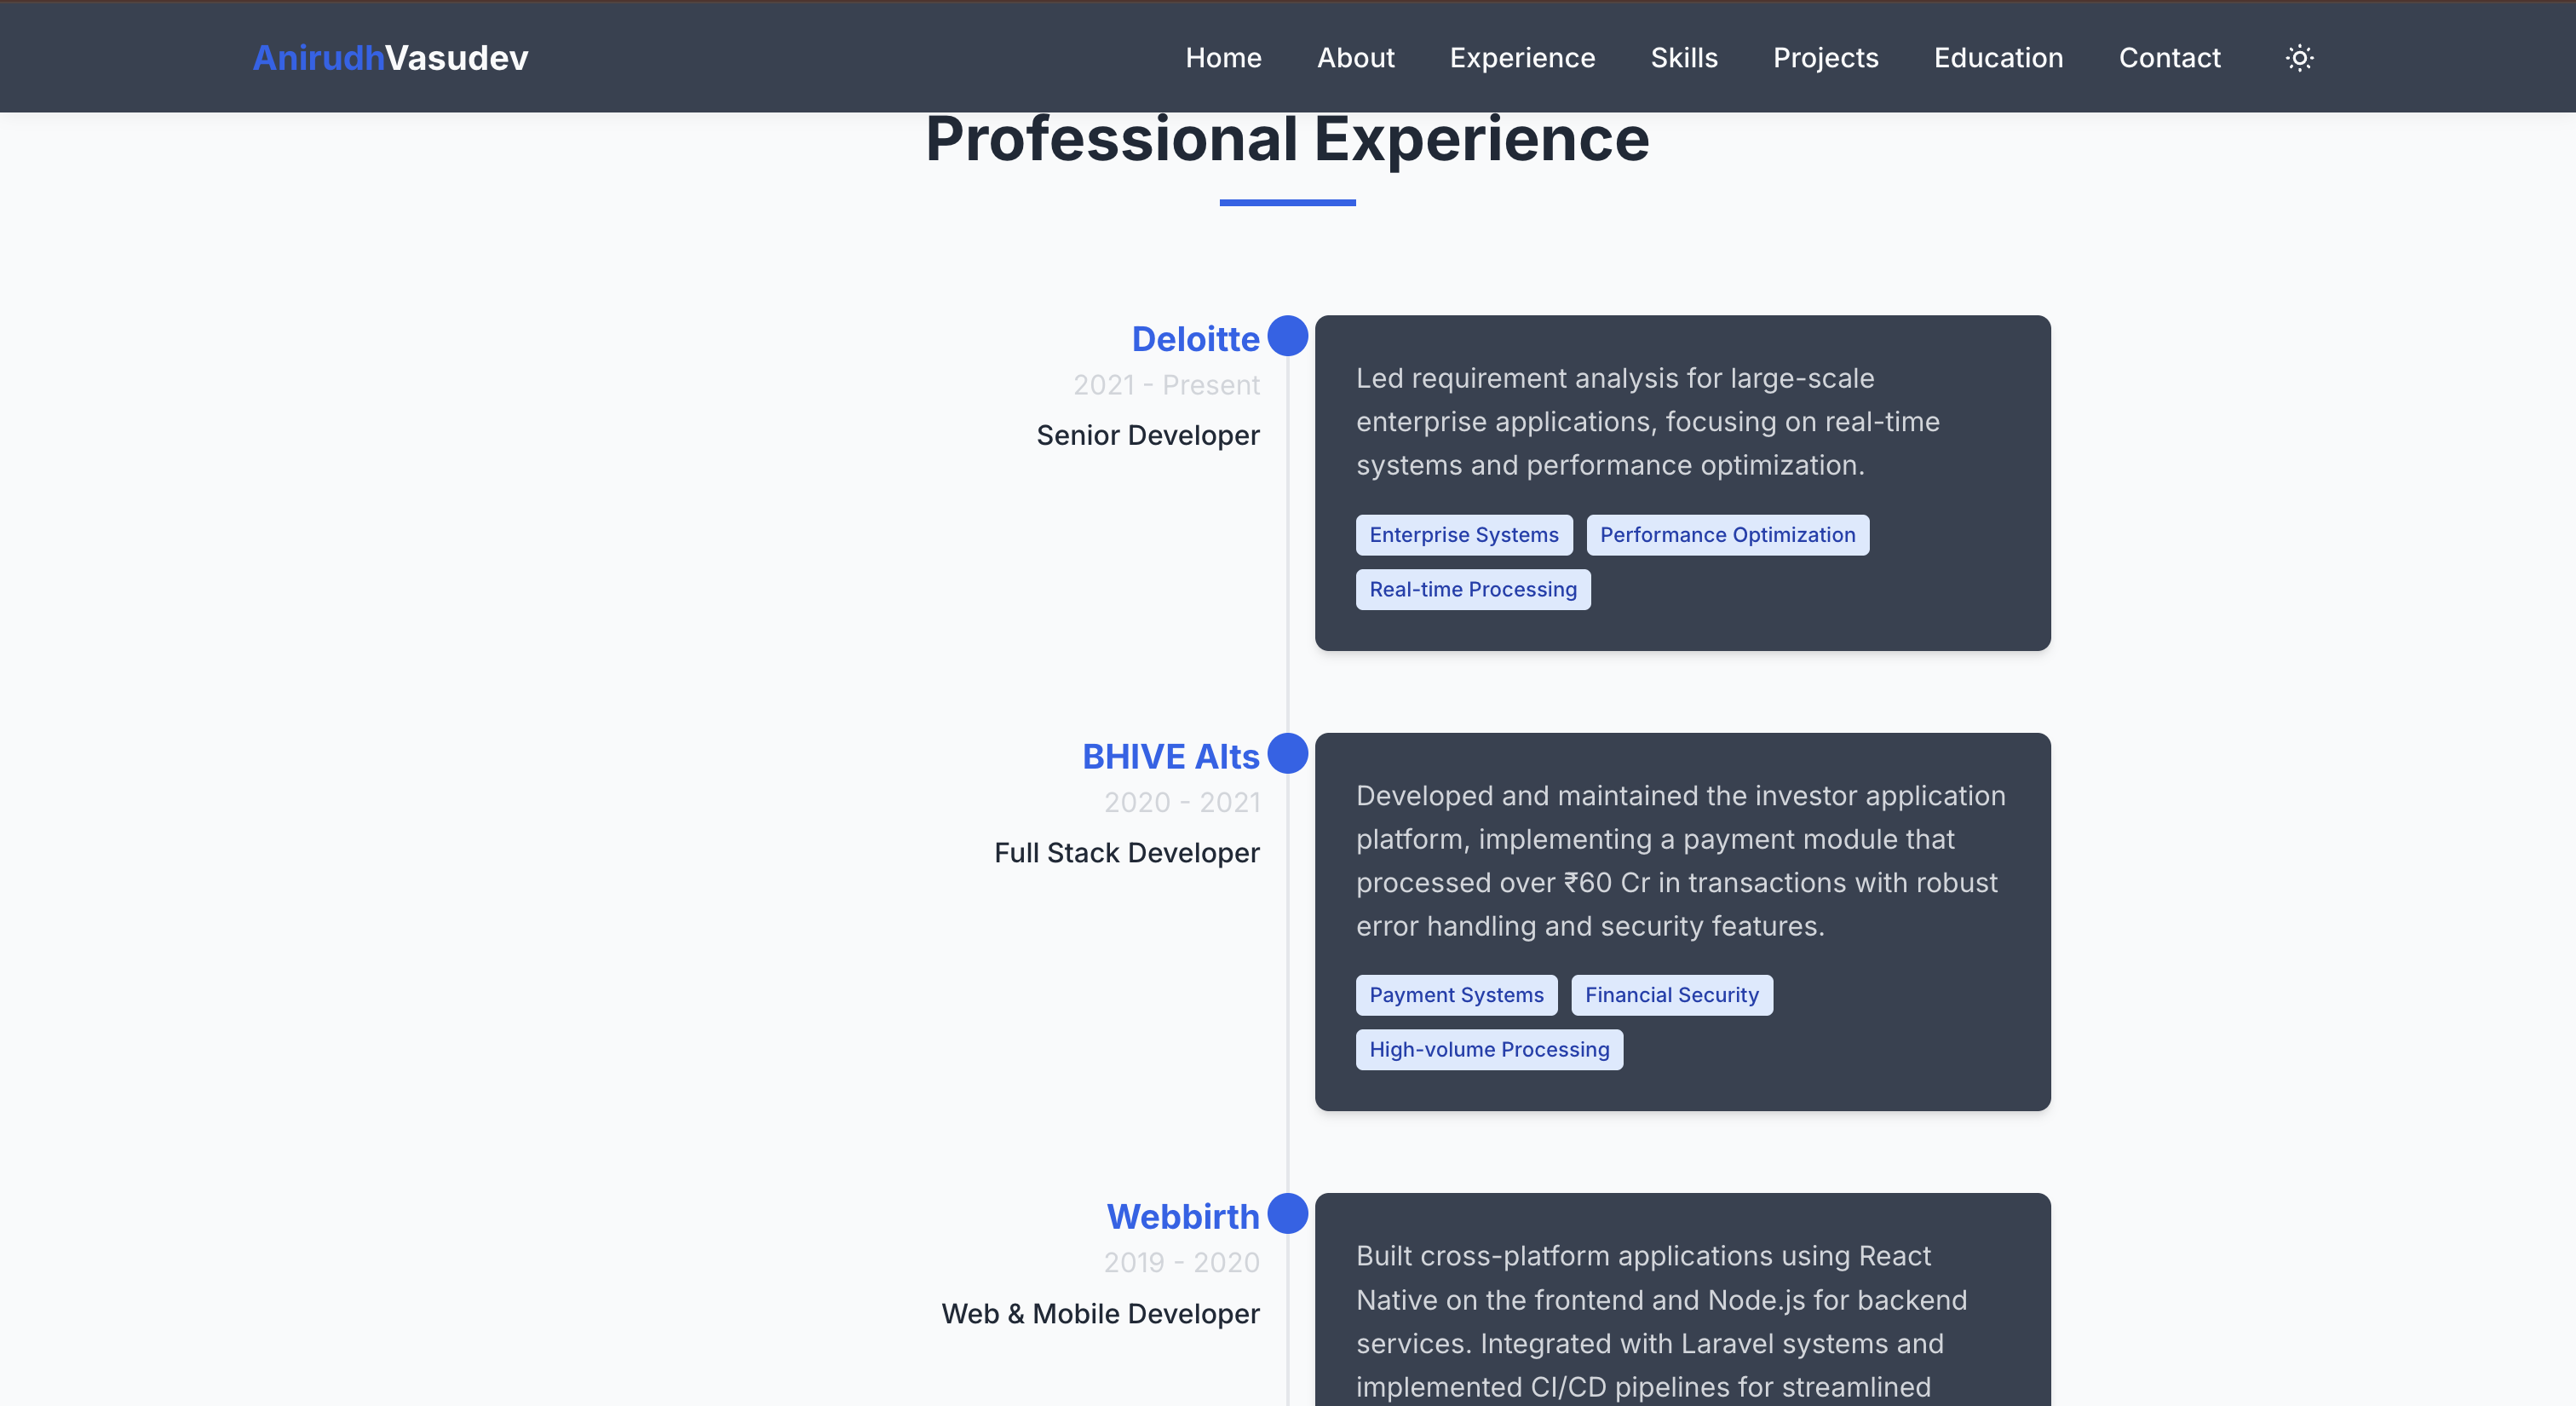 AnirudhVasudev
Home About Experience Skills Projects Education Contact
Professional Experience
Deloitte
2021 - Present
Senior Developer
Led requirement analysis for large-scale
enterprise applications, focusing on real-time
systems and performance optimization.
Enterprise Systems Performance Optimization
Real-time Processing
BHIVE Alts
2020 - 2021
Full Stack Developer
Developed and maintained the investor application
platform, implementing a payment module that
processed over ₹60 Cr in transactions with robust
error handling and security features.
Payment Systems Financial Security
High-volume Processing
Webbirth
2019 - 2020
Web & Mobile Developer
Built cross-platform applications using React
Native on the frontend and Node.js for backend
services. Integrated with Laravel systems and
implemented CI/CD pipelines for streamlined